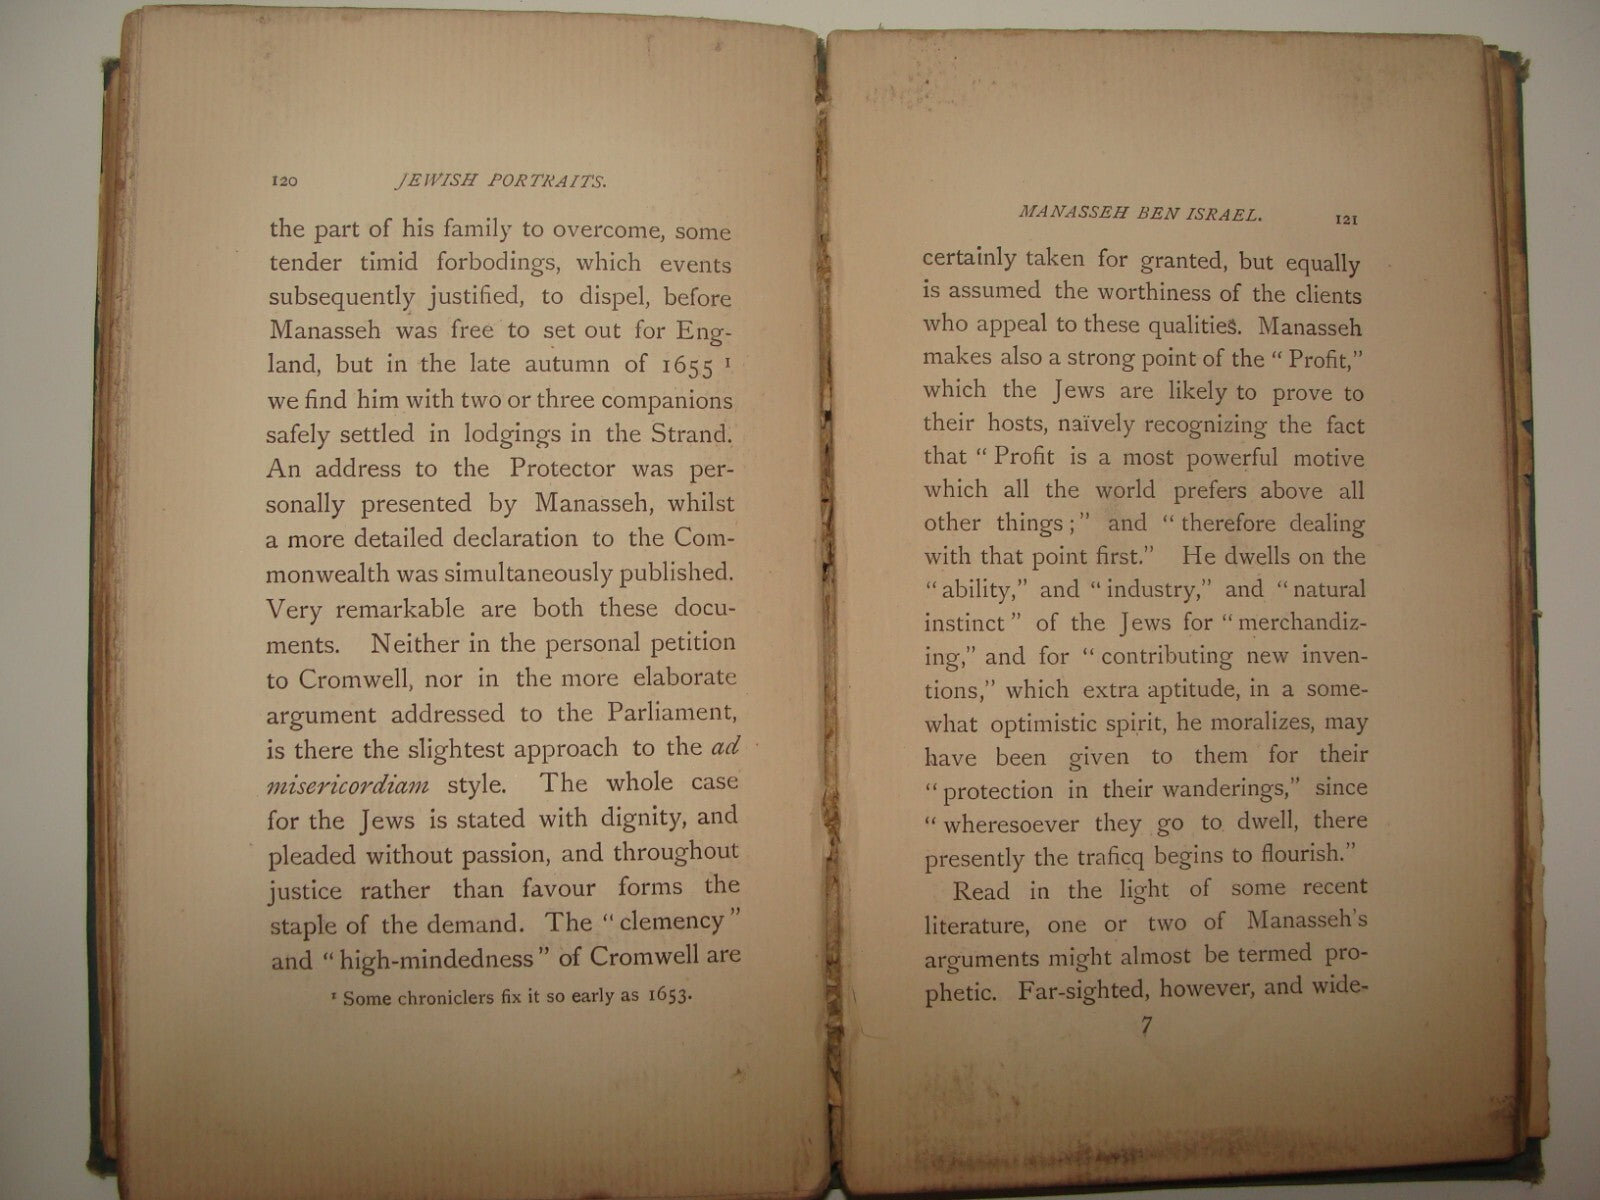 120 JEWISH PORTRAITS.
the part of his family to overcome, some
tender timid forbodings, which events
subsequently justified, to dispel, before
Manasseh was free to set out for Eng-
land, but in the late autumn of 1655 ¹
we find him with two or three companions
safely settled in lodgings in the Strand.
An address to the Protector was per-
sonally presented by Manasseh, whilst
a more detailed declaration to the Com-
monwealth was simultaneously published.
Very remarkable are both these docu-
ments. Neither in the personal petition
to Cromwell, nor in the more elaborate
argument addressed to the Parliament,
is there the slightest approach to the ad
misericordiam style. The whole case
for the Jews is stated with dignity, and
pleaded without passion, and throughout
justice rather than favour forms the
staple of the demand. The “clemency”
and “high-mindedness” of Cromwell are
¹ Some chroniclers fix it so early as 1653.
MANASSEH BEN ISRAEL. 121
certainly taken for granted, but equally
is assumed the worthiness of the clients
who appeal to these qualities. Manasseh
makes also a strong point of the “Profit,”
which the Jews are likely to prove to
their hosts, naïvely recognizing the fact
that “Profit is a most powerful motive
which all the world prefers above all
other things;” and “therefore dealing
with that point first.” He dwells on the
“ability,” and “industry,” and “natural
instinct” of the Jews for “merchandiz-
ing,” and for “contributing new inven-
tions,” which extra aptitude, in a some-
what optimistic spirit, he moralizes, may
have been given to them for their
“protection in their wanderings,” since
“wheresoever they go to dwell, there
presently the traficq begins to flourish.”
Read in the light of some recent
literature, one or two of Manasseh’s
arguments might almost be termed pro-
phetic. Far-sighted, however, and wide-
7